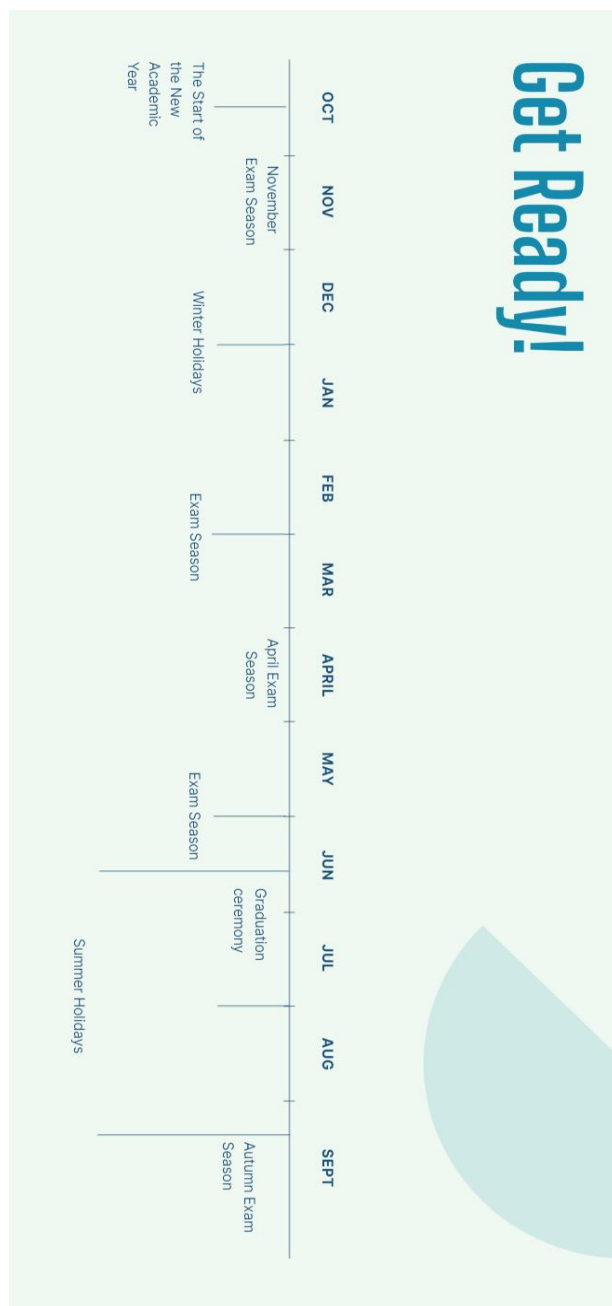 Get Ready!
OCT
NOV
DEC
JAN
FEB
MAR
APRIL
MAY
JUN
JUL
AUG
SEPT
The Start of
the New
Academic
Year
November
Exam Season
Winter Holidays
Exam Season
April Exam
Season
Exam Season
Graduation
ceremony
Summer Holidays
Autumn Exam
Season